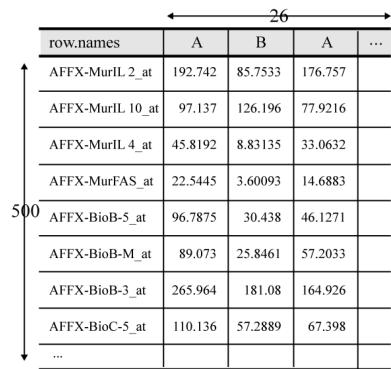 26
row.names A B A ...
AFFX-MurIL 2_at 192.742 85.7533 176.757
AFFX-MurIL 10_at 97.137 126.196 77.9216
AFFX-MurIL 4_at 45.8192 8.83135 33.0632
AFFX-MurFAS_at 22.5445 3.60093 14.6883
500
AFFX-BioB-5_at 96.7875 30.438 46.1271
AFFX-BioB-M_at 89.073 25.8461 57.2033
AFFX-BioB-3_at 265.964 181.08 164.926
AFFX-BioC-5_at 110.136 57.2889 67.398
...